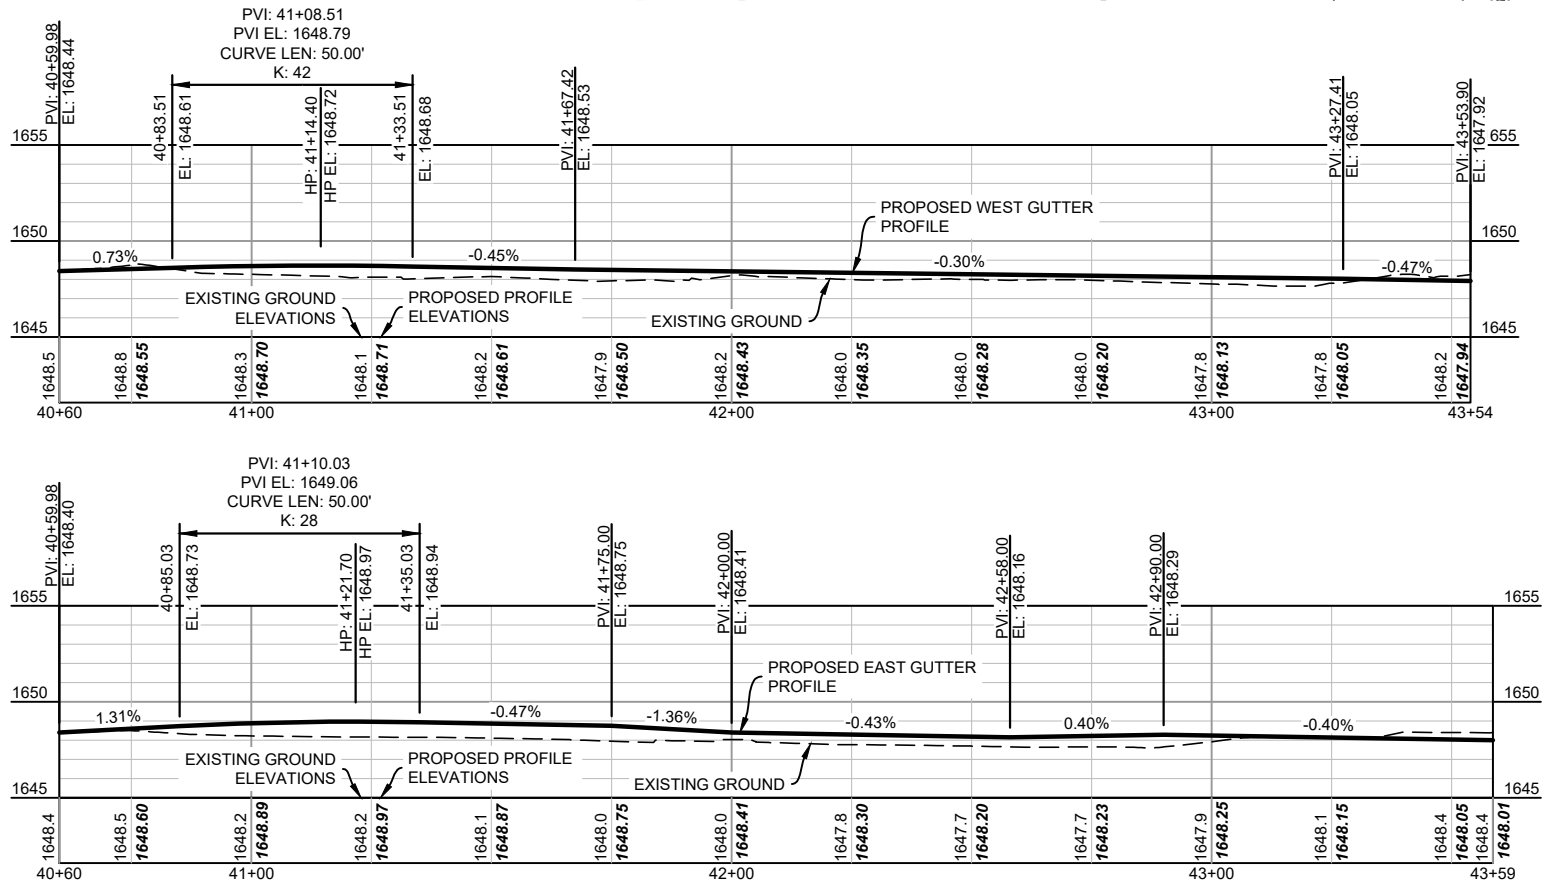 PVI: 41+08.51
PVI EL: 1648.79
CURVE LEN: 50.00'
K: 42
PVI: 40+59.98
EL: 1648.44
40+83.51
EL: 1648.61
HP: 41+14.40
HP EL: 1648.72
41+33.51
EL: 1648.68
PVI: 41+67.42
EL: 1648.53
PVI: 43+27.41
EL: 1648.05
PVI: 43+53.90
EL: 1647.92
1655
655
PROPOSED WEST GUTTER
PROFILE
1650
1650
0.73%
-0.45%
-0.30%
-0.47%
EXISTING GROUND
ELEVATIONS
PROPOSED PROFILE
ELEVATIONS
EXISTING GROUND
1645
1645
1648.5
1648.8
1648.55
1648.3
1648.70
1648.1
1648.71
1648.2
1648.61
1647.9
1648.50
1648.2
1648.43
1648.0
1648.35
1648.0
1648.28
1648.0
1648.20
1647.8
1648.13
1647.8
1648.05
1648.2
1647.94
40+60
41+00
42+00
43+00
43+54
PVI: 41+10.03
PVI EL: 1649.06
CURVE LEN: 50.00'
K: 28
PVI: 40+59.98
EL: 1648.40
40+85.03
EL: 1648.73
HP: 41+21.70
HP EL: 1648.97
41+35.03
EL: 1648.94
PVI: 41+75.00
EL: 1648.75
PVI: 42+00.00
EL: 1648.41
PVI: 42+58.00
EL: 1648.16
PVI: 42+90.00
EL: 1648.29
1655
1655
PROPOSED EAST GUTTER
PROFILE
1650
1650
1.31%
-0.47%
-1.36%
-0.43%
0.40%
-0.40%
EXISTING GROUND
ELEVATIONS
PROPOSED PROFILE
ELEVATIONS
EXISTING GROUND
1645
1645
1648.4
1648.5
1648.60
1648.2
1648.89
1648.2
1648.97
1648.1
1648.87
1648.0
1648.75
1648.0
1648.41
1647.8
1648.30
1647.7
1648.20
1647.7
1648.23
1647.9
1648.25
1648.1
1648.15
1648.4
1648.05
1648.4
1648.01
40+60
41+00
42+00
43+00
43+59